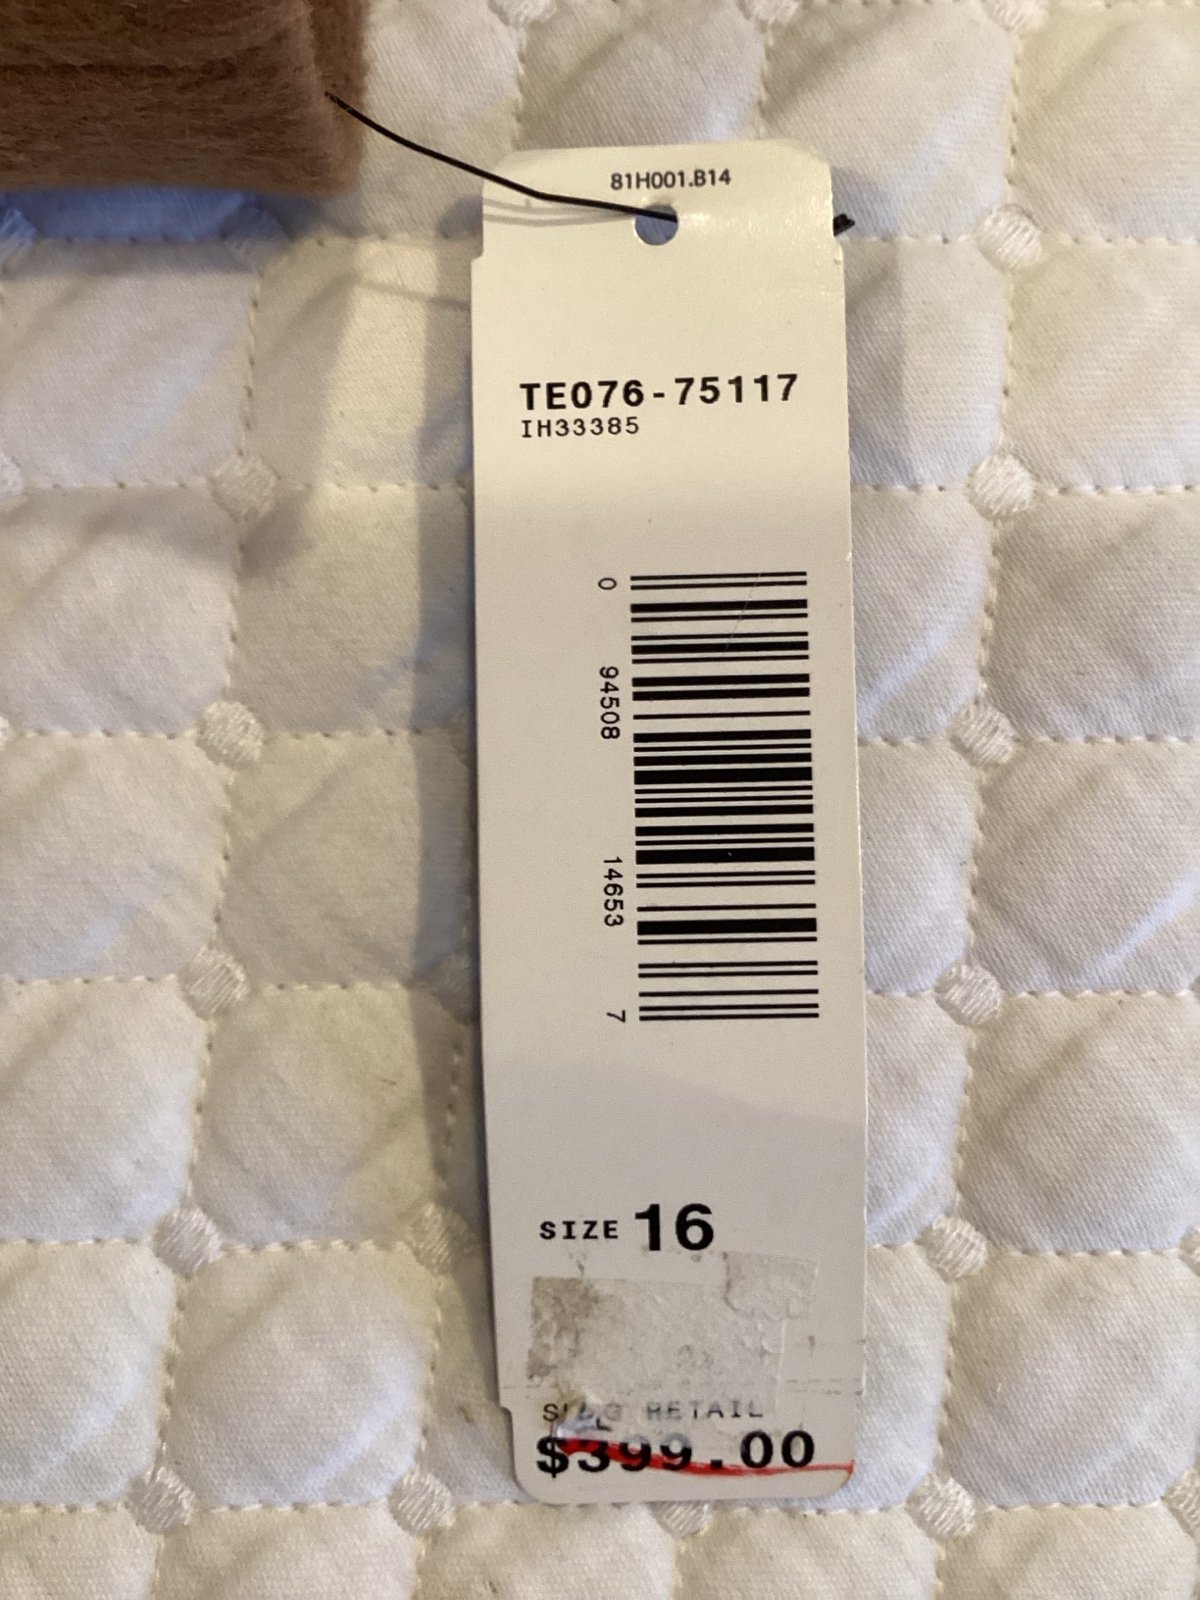 81H001.B14
TE076-75117
IH33385
0 94508 14653 7
SIZE 16
RETAIL
$399.00